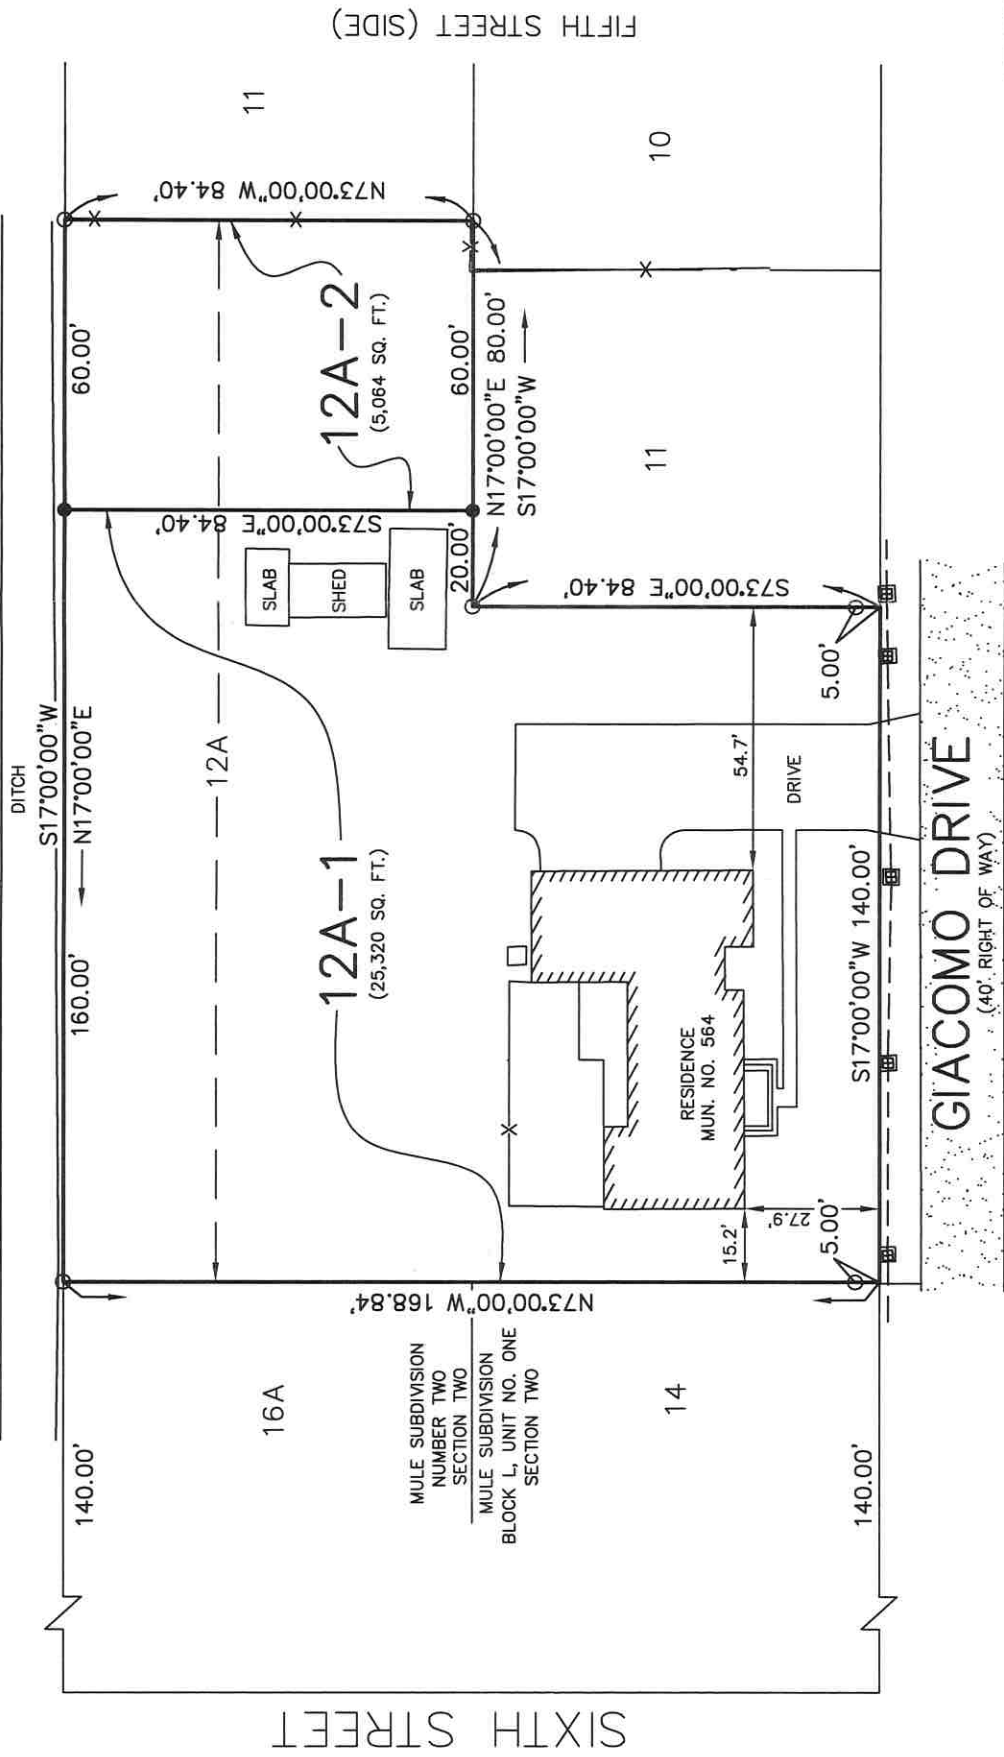 FIFTH STREET (SIDE)
11
10
N73°00'00"W 84.40'
60.00'
12A-2
(5,064 SQ. FT.)
60.00'
N17°00'00"E 80.00'
S17°00'00"W
11
S73°00'00"E 84.40'
20.00'
SLAB
SHED
SLAB
S73°00'00"E 84.40'
5.00'
DITCH
S17°00'00"W
N17°00'00"E
12A
54.7'
DRIVE
160.00'
12A-1
(25,320 SQ. FT.)
S17°00'00"W 140.00'
GIACOMO DRIVE
(40' RIGHT OF WAY)
RESIDENCE
MUN. NO. 564
15.2'
27.9'
5.00'
N73°00'00"W 168.84'
16A
MULE SUBDIVISION
NUMBER TWO
SECTION TWO
MULE SUBDIVISION
BLOCK L, UNIT NO. ONE
SECTION TWO
14
140.00'
140.00'
SIXTH STREET